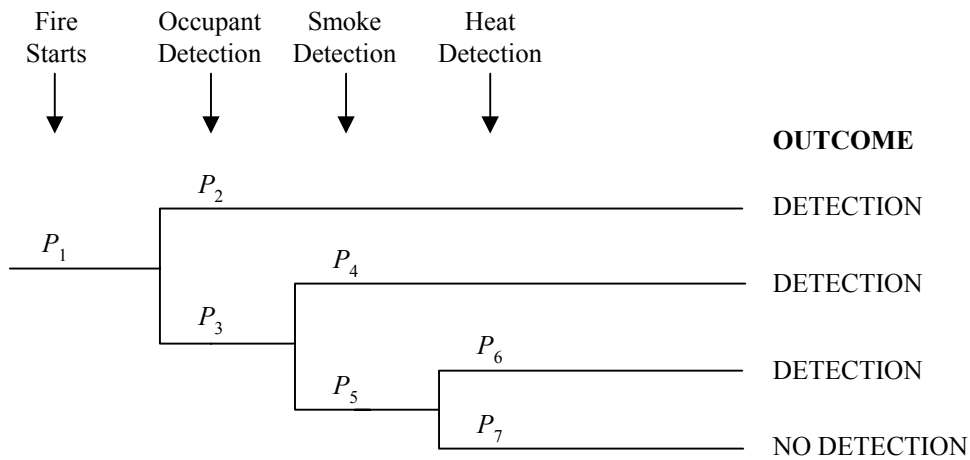 Fire
Starts
Occupant
Detection
Smoke
Detection
Heat
Detection
OUTCOME
P₂
DETECTION
P₁
P₄
DETECTION
P₃
P₆
DETECTION
P₅
P₇
NO DETECTION